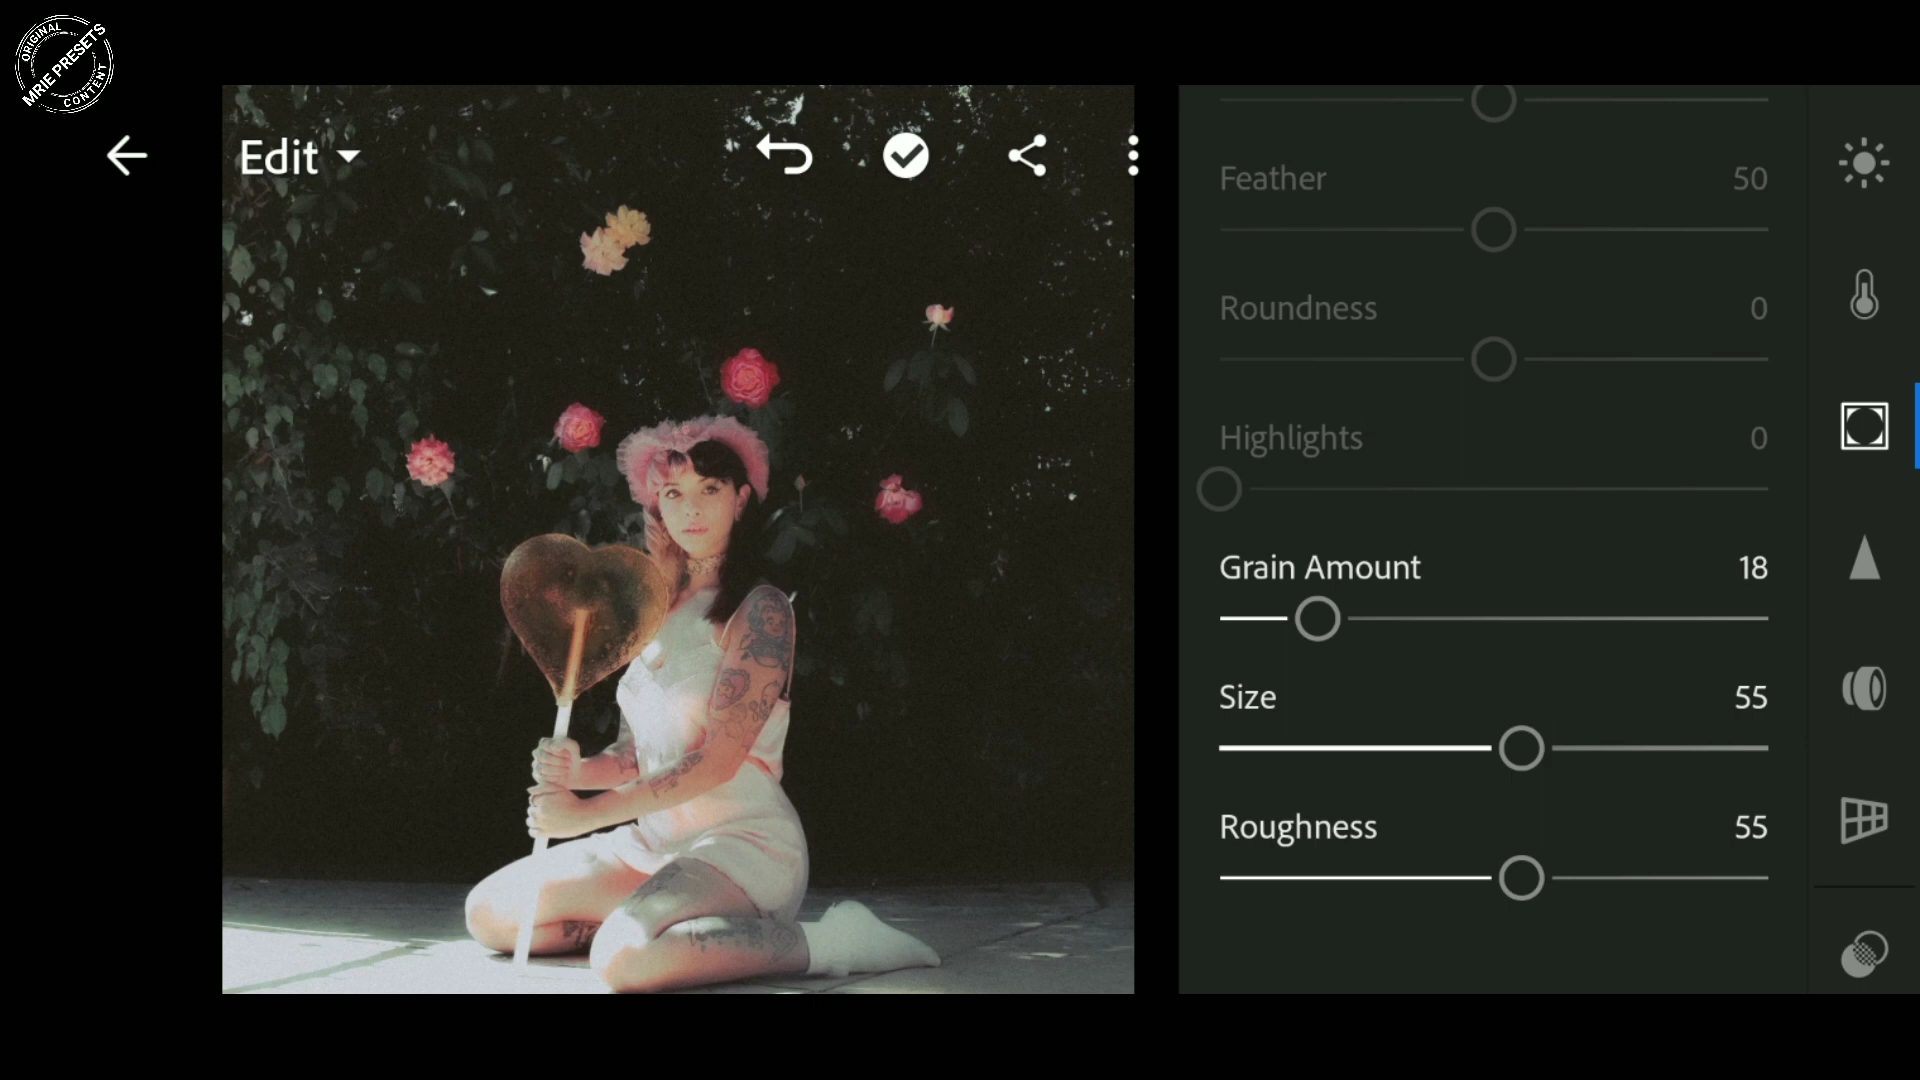 ORIGINAL
MRIE PRESETS
CONTENT
Edit
Feather 50
Roundness 0
Highlights 0
Grain Amount 18
Size 55
Roughness 55